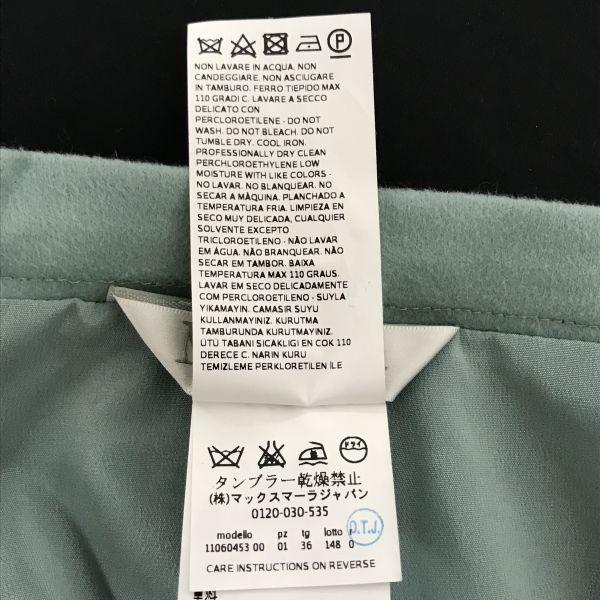 P
NON LAVARE IN ACQUA. NON
CANDEGGIARE. NON ASCIUGARE
IN TAMBURO. FERRO TIEPIDO MAX
110 GRADI C. LAVARE A SECCO
DELICATO CON
PERCLOROETILENE - DO NOT
WASH. DO NOT BLEACH. DO NOT
TUMBLE DRY. COOL IRON.
PROFESSIONALLY DRY CLEAN
PERCHLOROETHYLENE LOW
MOISTURE WITH LIKE COLORS -
NO LAVAR. NO BLANQUEAR. NO
SECAR A MÀQUINA. PLANCHADO A
TEMPERATURA FRIA. LIMPIEZA EN
SECO MUY DELICADA, CUALQUIER
SOLVENTE EXCEPTO
TRICLOROETILENO - NÃO LAVAR
EM ÁGUA. NÃO BRANQUEAR. NÃO
SECAR EM TAMBOR. BAIXA
TEMPERATURA MAX 110 GRAUS.
LAVAR EM SECO DELICADAMENTE
COM PERCLOROETILENO - SUYLA
YIKAMAYIN. CAMASIR SUYU
KULLANMAYINIZ. KURUTMA
TAMBURUNDA KURUTMAYINIZ.
ÜTÜ TABANI SICAKLIGI EN COK 110
DERECE C. NARIN KURU
TEMIZLEME PERKLORETILEN ILE
ドライ
タンブラー乾燥禁止
(株)マックスマーラジャパン
0120-030-535
modello pz tg lotto
11060453 00 01 36 148 0
O.T.J.
CARE INSTRUCTIONS ON REVERSE